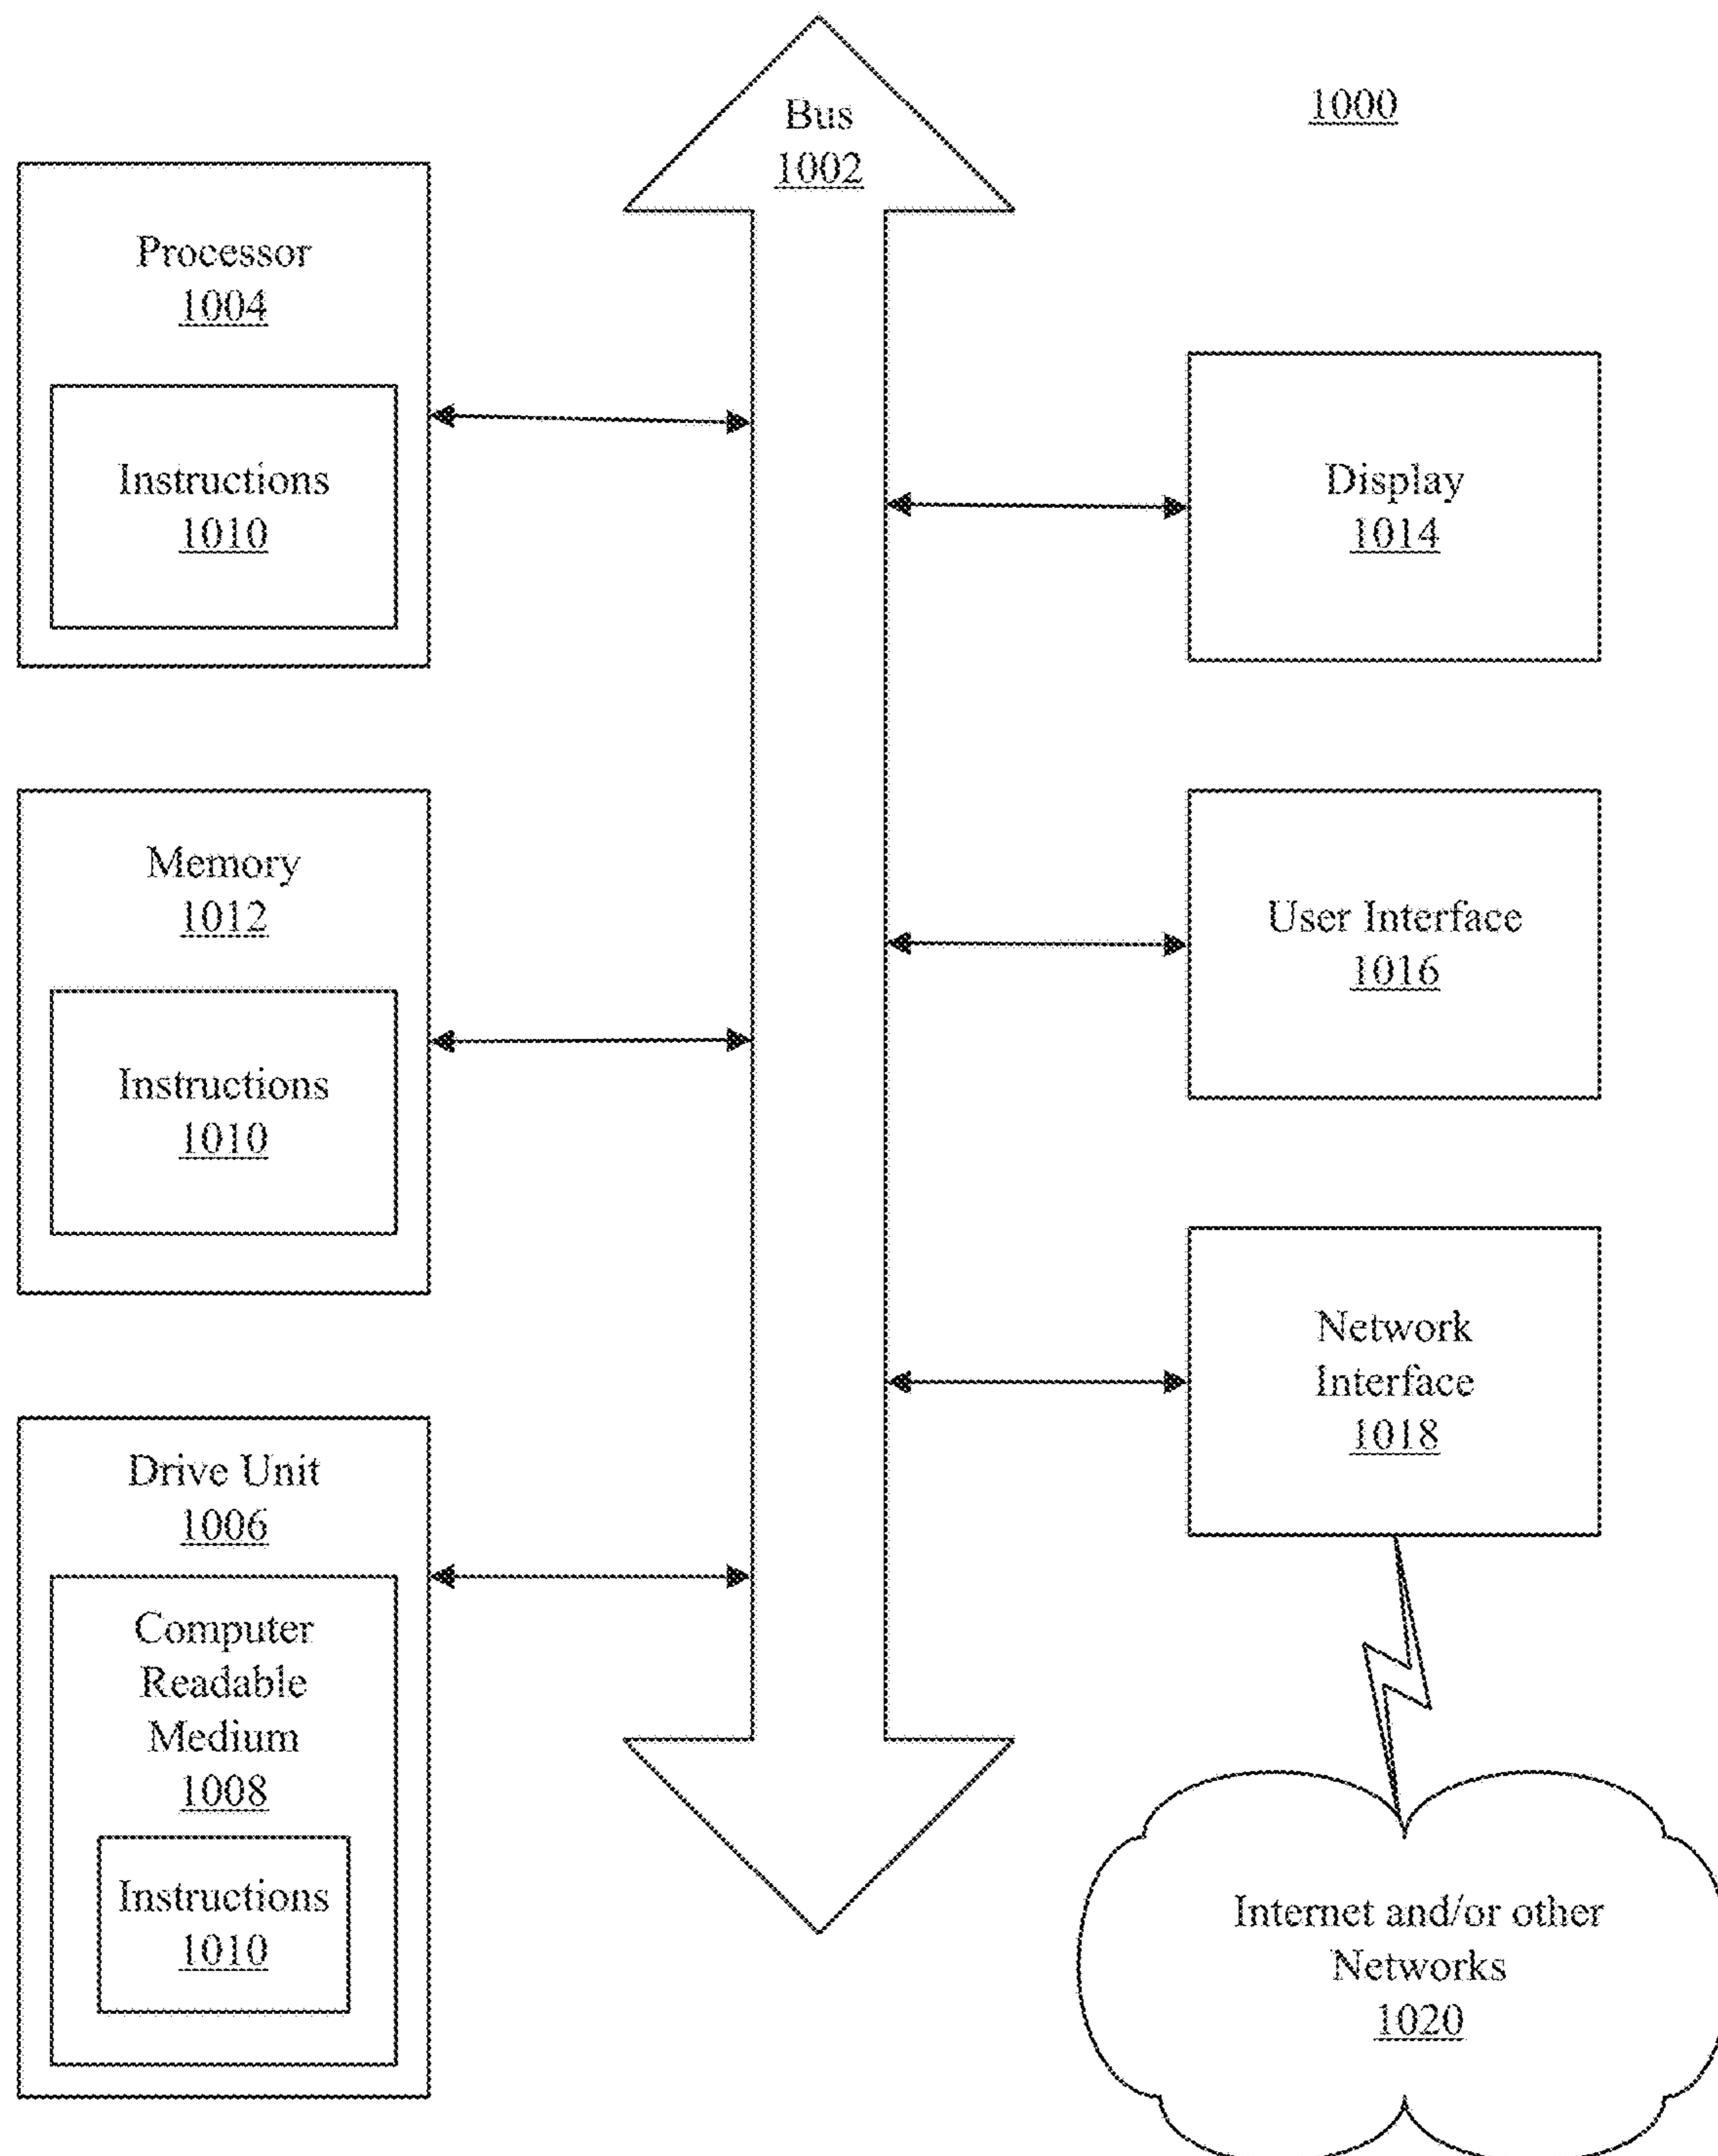 Bus
1002
1000
Processor
1004
Instructions
1010
Display
1014
Memory
1012
Instructions
1010
User Interface
1016
Network
Interface
1018
Drive Unit
1006
Computer
Readable
Medium
1008
Instructions
1010
Internet and/or other
Networks
1020